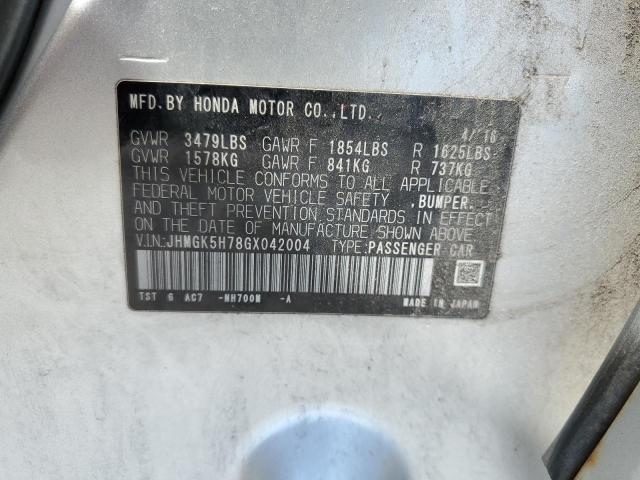 MFD.BY HONDA MOTOR CO.,LTD. 4/16
GVWR 3479LBS GAWR F 1854LBS R 1625LBS
GVWR 1578KG GAWR F 841KG R 737KG
THIS VEHICLE CONFORMS TO ALL APPLICABLE
FEDERAL MOTOR VEHICLE SAFETY ,BUMPER,
AND THEFT PREVENTION STANDARDS IN EFFECT
ON THE DATE OF MANUFACTURE SHOWN ABOVE.
V.I.N:JHMGK5H78GX042004 TYPE:PASSENGER CAR
TST G AC7 -NH700M -A MADE IN JAPAN